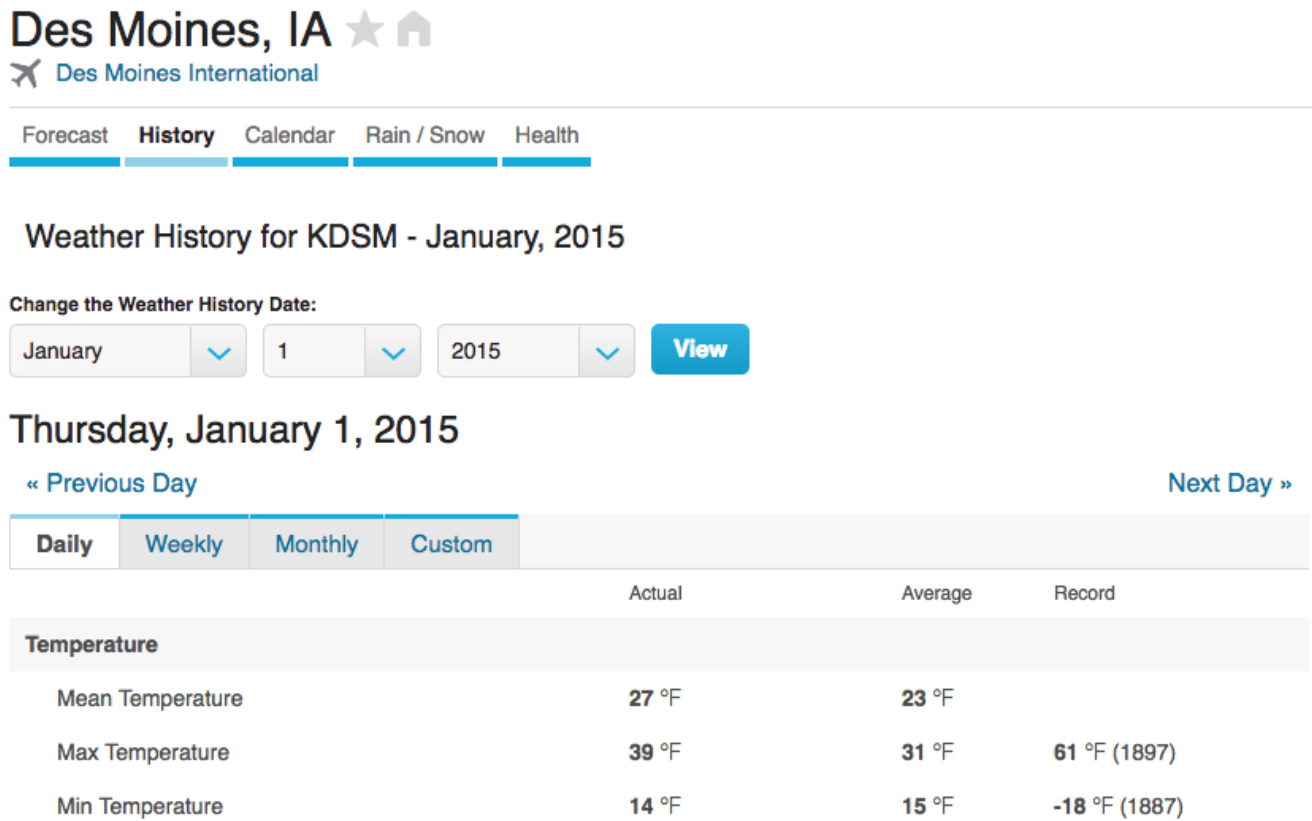 Des Moines, IA
Des Moines International
Forecast History Calendar Rain / Snow Health
Weather History for KDSM - January, 2015
Change the Weather History Date:
January 1 2015 View
Thursday, January 1, 2015
« Previous Day Next Day »
Daily Weekly Monthly Custom
Actual Average Record
Temperature
Mean Temperature 27 °F 23 °F
Max Temperature 39 °F 31 °F 61 °F (1897)
Min Temperature 14 °F 15 °F -18 °F (1887)